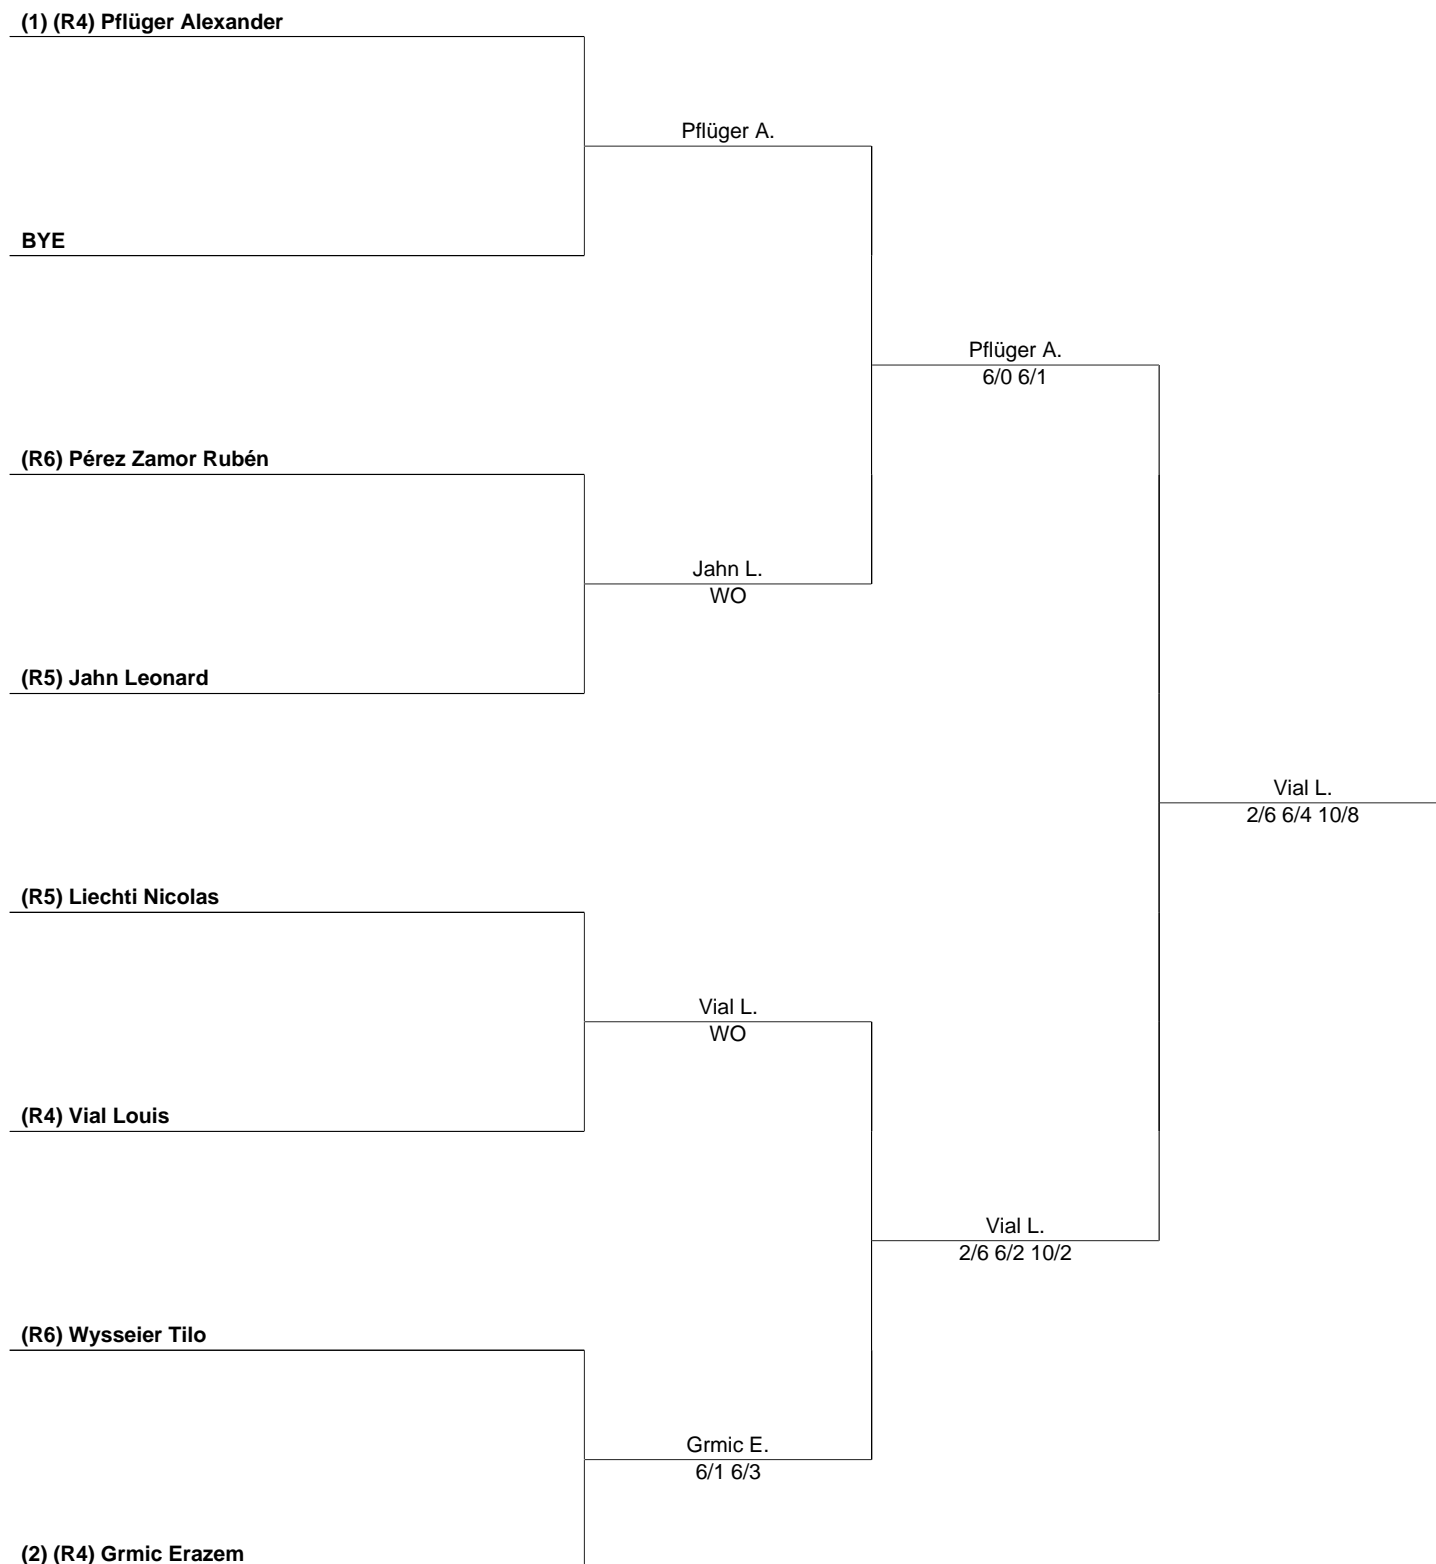 (1) (R4) Pflüger Alexander
Pflüger A.
BYE
Pflüger A.
6/0 6/1
(R6) Pérez Zamor Rubén
Jahn L.
WO
(R5) Jahn Leonard
Vial L.
2/6 6/4 10/8
(R5) Liechti Nicolas
Vial L.
WO
(R4) Vial Louis
Vial L.
2/6 6/2 10/2
(R6) Wysseier Tilo
Grmic E.
6/1 6/3
(2) (R4) Grmic Erazem